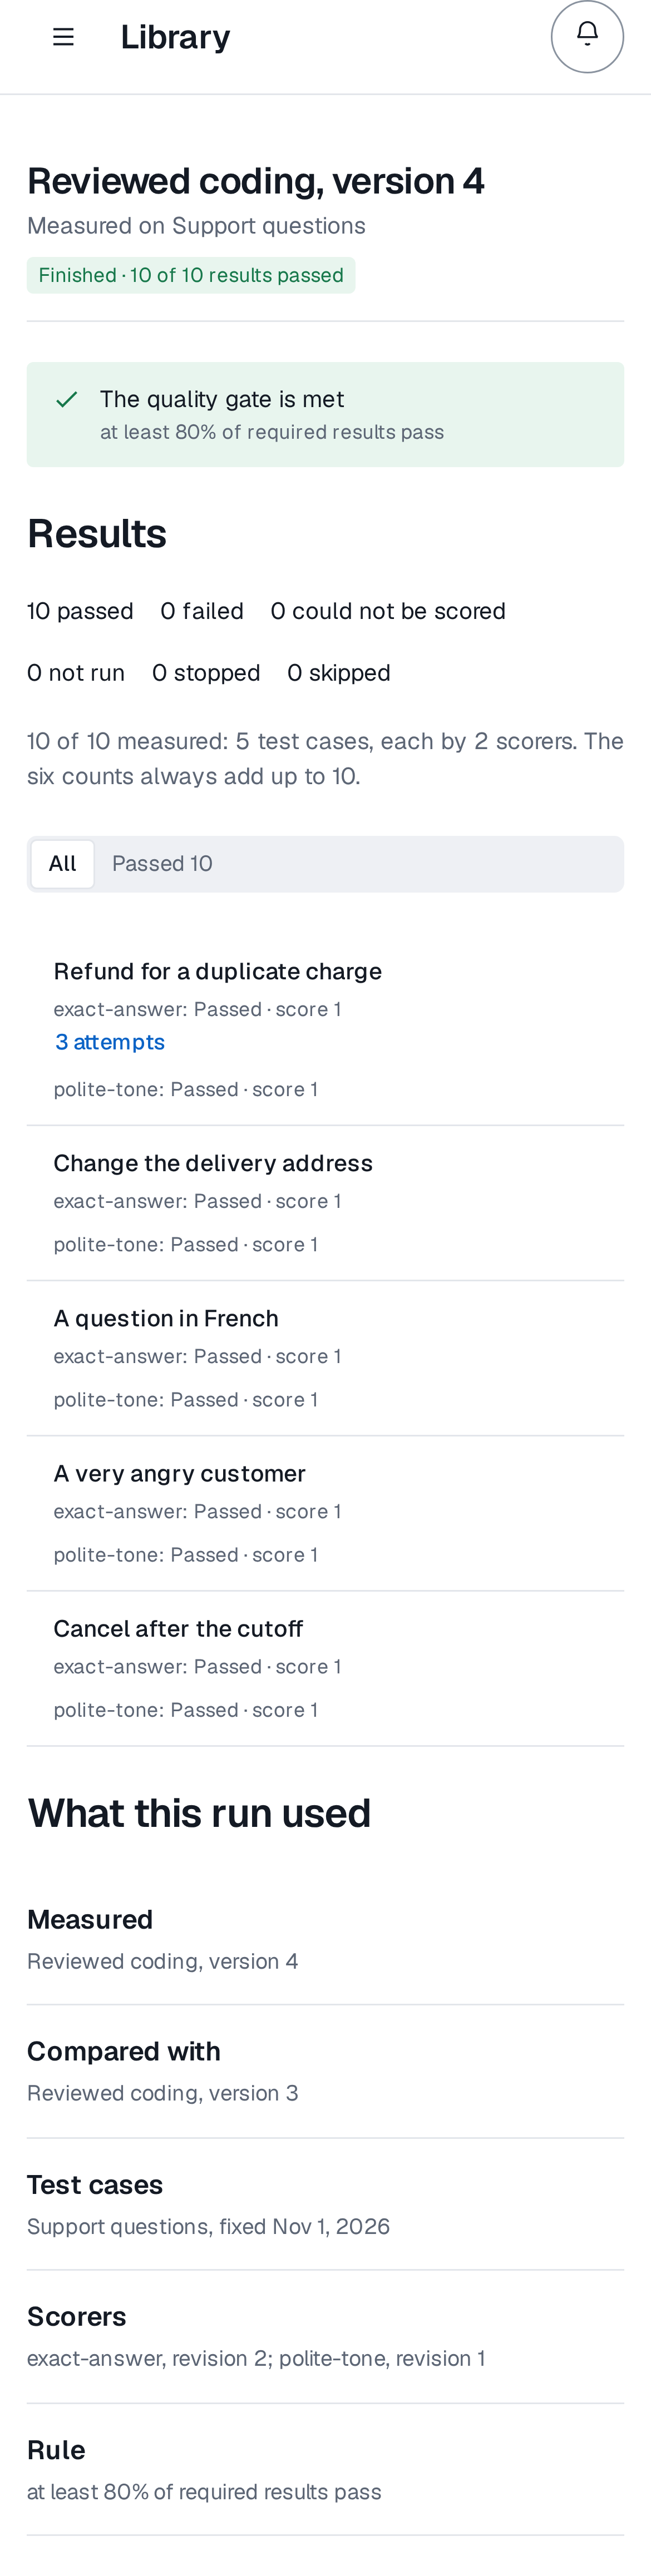 Library
Reviewed coding, version 4
Measured on Support questions
Finished · 10 of 10 results passed
The quality gate is met
at least 80% of required results pass
Results
10 passed 0 failed 0 could not be scored
0 not run 0 stopped 0 skipped
10 of 10 measured: 5 test cases, each by 2 scorers. The
six counts always add up to 10.
All Passed 10
Refund for a duplicate charge
exact-answer: Passed · score 1
3 attempts
polite-tone: Passed · score 1
Change the delivery address
exact-answer: Passed · score 1
polite-tone: Passed · score 1
A question in French
exact-answer: Passed · score 1
polite-tone: Passed · score 1
A very angry customer
exact-answer: Passed · score 1
polite-tone: Passed · score 1
Cancel after the cutoff
exact-answer: Passed · score 1
polite-tone: Passed · score 1
What this run used
Measured
Reviewed coding, version 4
Compared with
Reviewed coding, version 3
Test cases
Support questions, fixed Nov 1, 2026
Scorers
exact-answer, revision 2; polite-tone, revision 1
Rule
at least 80% of required results pass